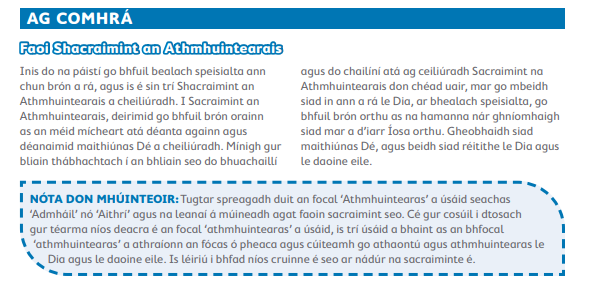 AG COMHRÁ
Faoi Shacraimint an Athmhuintearais
Inis do na páistí go bhfuil bealach speisialta ann
chun brón a rá, agus is é sin trí Shacraimint an
Athmhuintearais a cheiliúradh. I Sacraimint an
Athmhuintearais, deirimid go bhfuil brón orainn
as an méid mícheart atá déanta againn agus
déanaimid maithiúnas Dé a cheiliúradh. Mínigh gur
bliain thábhachtach í an bhliain seo do bhuachaillí
agus do chailíní atá ag ceiliúradh Sacraimint na
Athmhuintearais don chéad uair, mar go mbeidh
siad in ann a rá le Dia, ar bhealach speisialta, go
bhfuil brón orthu as na hamanna nár ghníomhaigh
siad mar a d'iarr Íosa orthu. Gheobhaidh siad
maithiúnas Dé, agus beidh siad réitithe le Dia agus
le daoine eile.
NÓTA DON MHÚINTEOIR: Tugtar spreagadh duit an focal 'Athmhuintearas' a úsáid seachas
'Admháil' nó 'Aithrí' agus na leanaí á múineadh agat faoin sacraimint seo. Cé gur cosúil i dtosach
gur téarma níos deacra é an focal 'athmhuintearas' a úsáid, is trí úsáid a bhaint as an bhfocal
'athmhuintearas' a athraíonn an fócas ó pheaca agus cúiteamh go athaontú agus athmhuintearas le
Dia agus le daoine eile. Is léiriú i bhfad níos cruinne é seo ar nádúr na sacraiminte é.